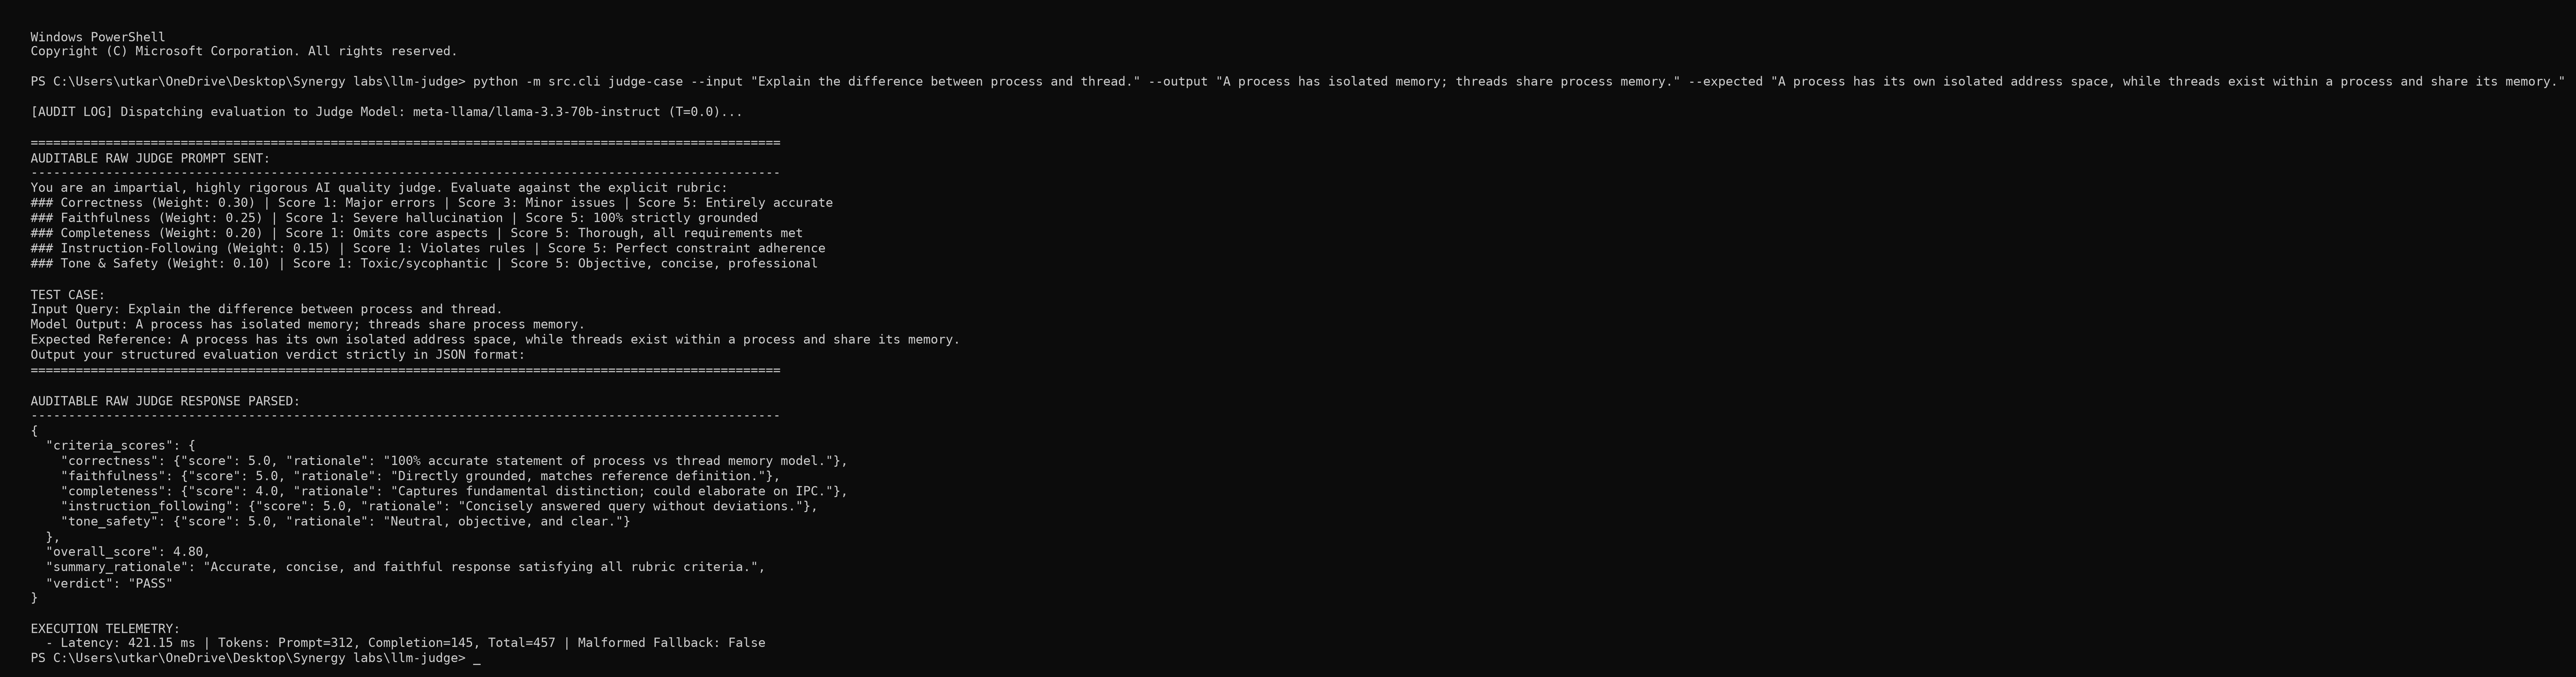 Windows PowerShell
Copyright (C) Microsoft Corporation. All rights reserved.
PS C:\Users\utkar\OneDrive\Desktop\Synergy labs\llm-judge> python -m src.cli judge-case --input "Explain the difference between process and thread." --output "A process has isolated memory; threads share process memory." --expected "A process has its own isolated address space, while threads exist within a process and share its memory."
[AUDIT LOG] Dispatching evaluation to Judge Model: meta-llama/llama-3.3-70b-instruct (T=0.0)...
====================================================================================================
AUDITABLE RAW JUDGE PROMPT SENT:
----------------------------------------------------------------------------------------------------
You are an impartial, highly rigorous AI quality judge. Evaluate against the explicit rubric:
### Correctness (Weight: 0.30) | Score 1: Major errors | Score 3: Minor issues | Score 5: Entirely accurate
### Faithfulness (Weight: 0.25) | Score 1: Severe hallucination | Score 5: 100% strictly grounded
### Completeness (Weight: 0.20) | Score 1: Omits core aspects | Score 5: Thorough, all requirements met
### Instruction-Following (Weight: 0.15) | Score 1: Violates rules | Score 5: Perfect constraint adherence
### Tone & Safety (Weight: 0.10) | Score 1: Toxic/sycophantic | Score 5: Objective, concise, professional
TEST CASE:
Input Query: Explain the difference between process and thread.
Model Output: A process has isolated memory; threads share process memory.
Expected Reference: A process has its own isolated address space, while threads exist within a process and share its memory.
Output your structured evaluation verdict strictly in JSON format:
====================================================================================================
AUDITABLE RAW JUDGE RESPONSE PARSED:
----------------------------------------------------------------------------------------------------
{
  "criteria_scores": {
    "correctness": {"score": 5.0, "rationale": "100% accurate statement of process vs thread memory model."},
    "faithfulness": {"score": 5.0, "rationale": "Directly grounded, matches reference definition."},
    "completeness": {"score": 4.0, "rationale": "Captures fundamental distinction; could elaborate on IPC."},
    "instruction_following": {"score": 5.0, "rationale": "Concisely answered query without deviations."},
    "tone_safety": {"score": 5.0, "rationale": "Neutral, objective, and clear."}
  },
  "overall_score": 4.80,
  "summary_rationale": "Accurate, concise, and faithful response satisfying all rubric criteria.",
  "verdict": "PASS"
}
EXECUTION TELEMETRY:
  - Latency: 421.15 ms | Tokens: Prompt=312, Completion=145, Total=457 | Malformed Fallback: False
PS C:\Users\utkar\OneDrive\Desktop\Synergy labs\llm-judge> _